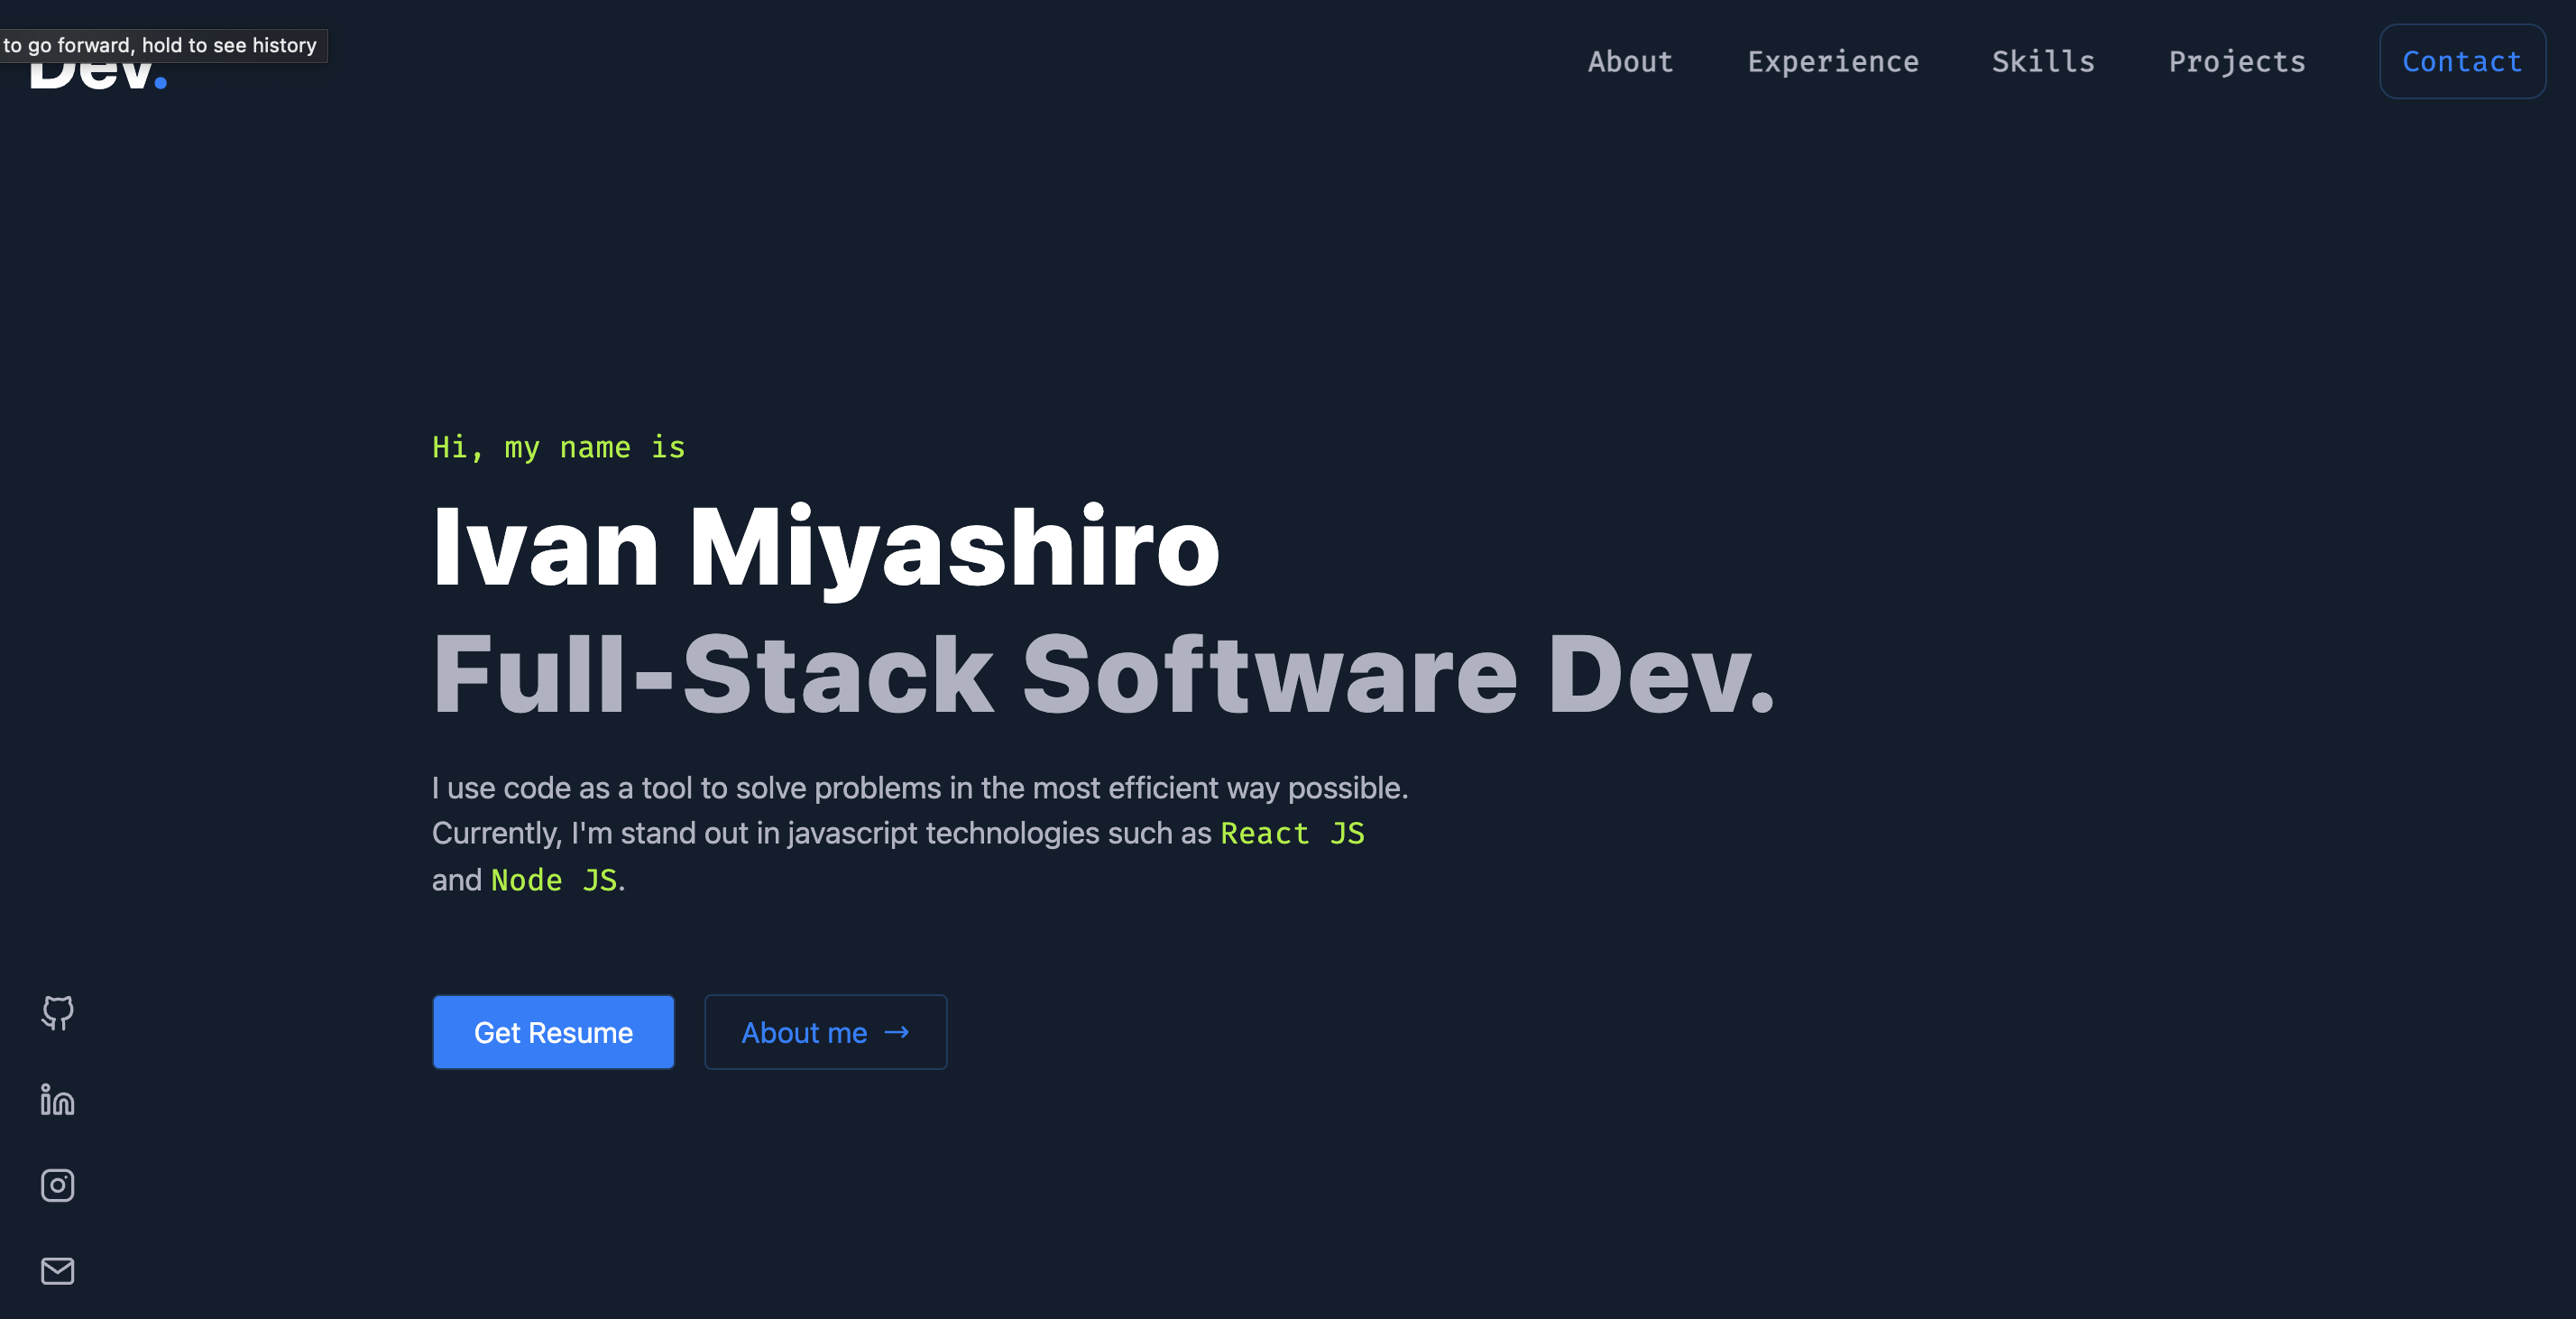 to go forward, hold to see history
Dev.
About Experience Skills Projects Contact
Hi, my name is
Ivan Miyashiro
Full-Stack Software Dev.
I use code as a tool to solve problems in the most efficient way possible.
Currently, I'm stand out in javascript technologies such as React JS
and Node JS.
Get Resume About me →